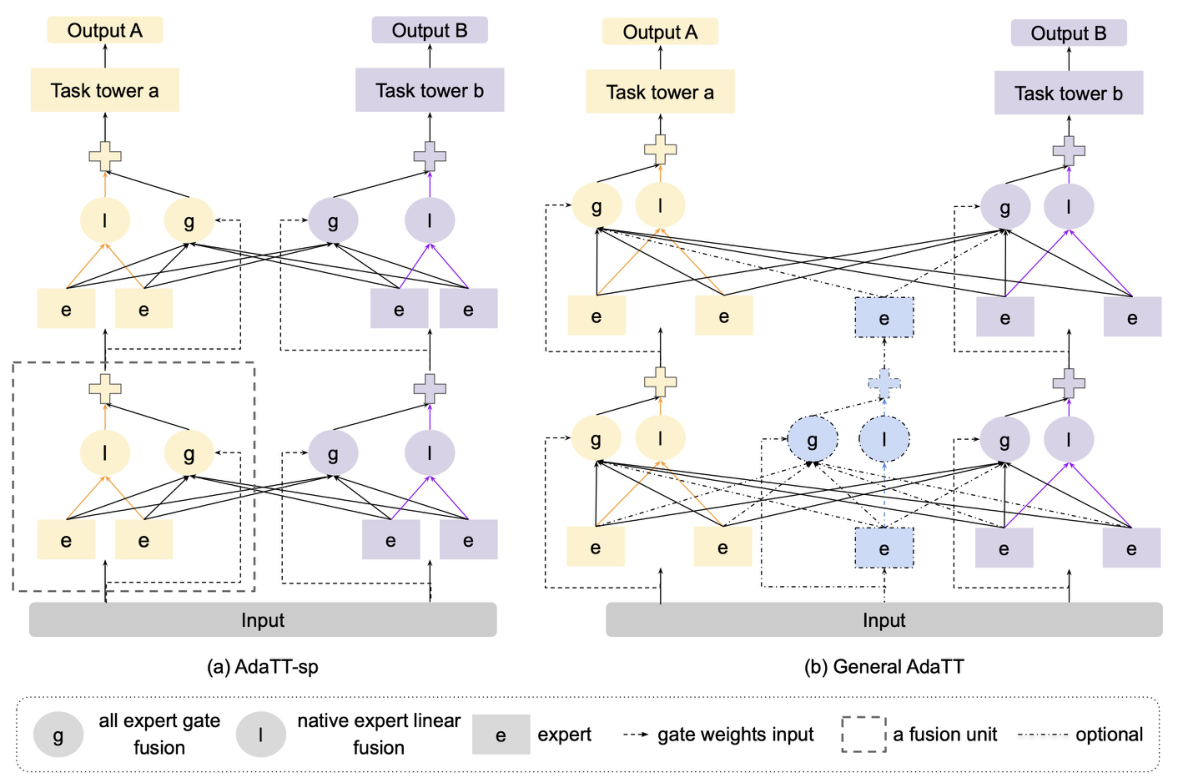 Output A
Output B
Task tower a
Task tower b
l
g
g
l
e
e
e
e
l
g
g
l
e
e
e
e
Input
(a) AdaTT-sp
Output A
Output B
Task tower a
Task tower b
g
l
g
l
e
e
e
e
e
g
l
g
l
g
l
e
e
e
e
e
Input
(b) General AdaTT
g
all expert gate
fusion
l
native expert linear
fusion
e
expert
gate weights input
a fusion unit
optional